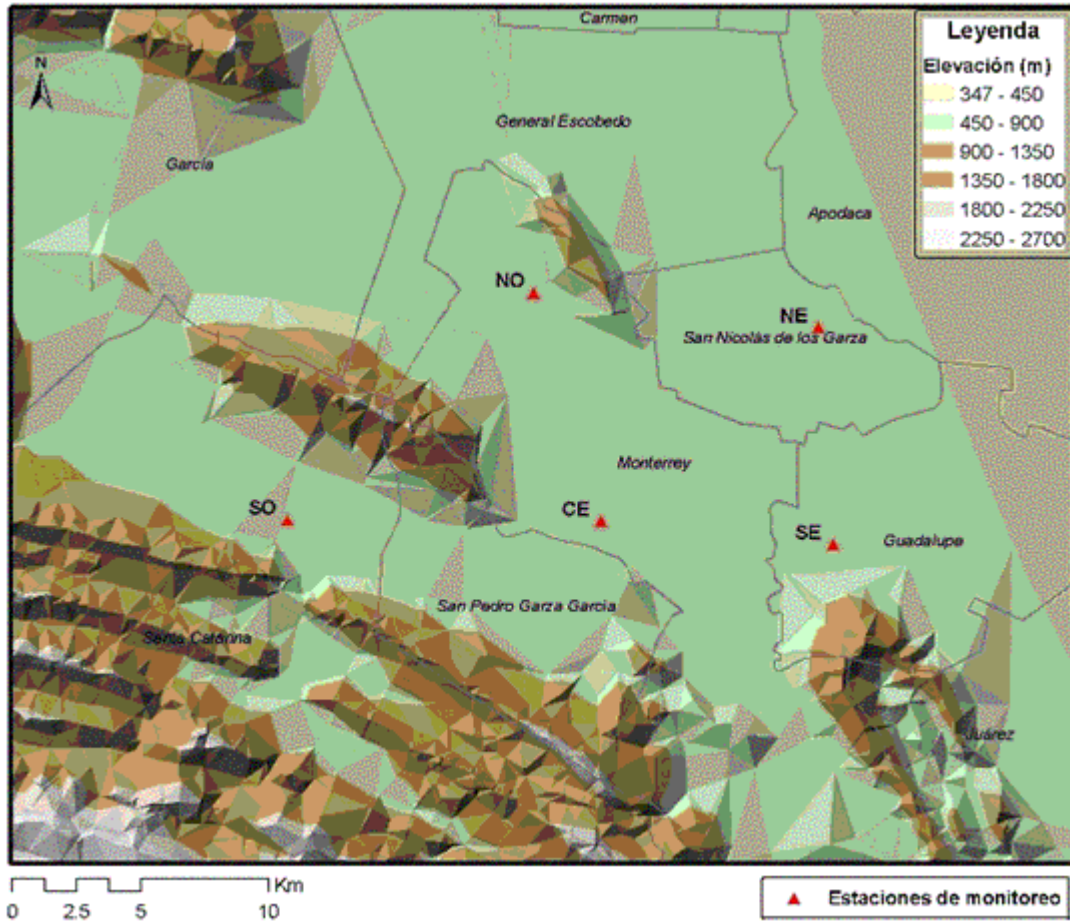 Carmen
Leyenda
Elevación (m)
347 - 450
450 - 900
900 - 1350
1350 - 1800
1800 - 2250
2250 - 2700
N
General Escobedo
García
Apodaca
NO
NE
San Nicolás de los Garza
Monterrey
SO
CE
SE
Guadalupe
San Pedro Garza García
Santa Catarina
Juárez
Km
0 2.5 5 10
Estaciones de monitoreo